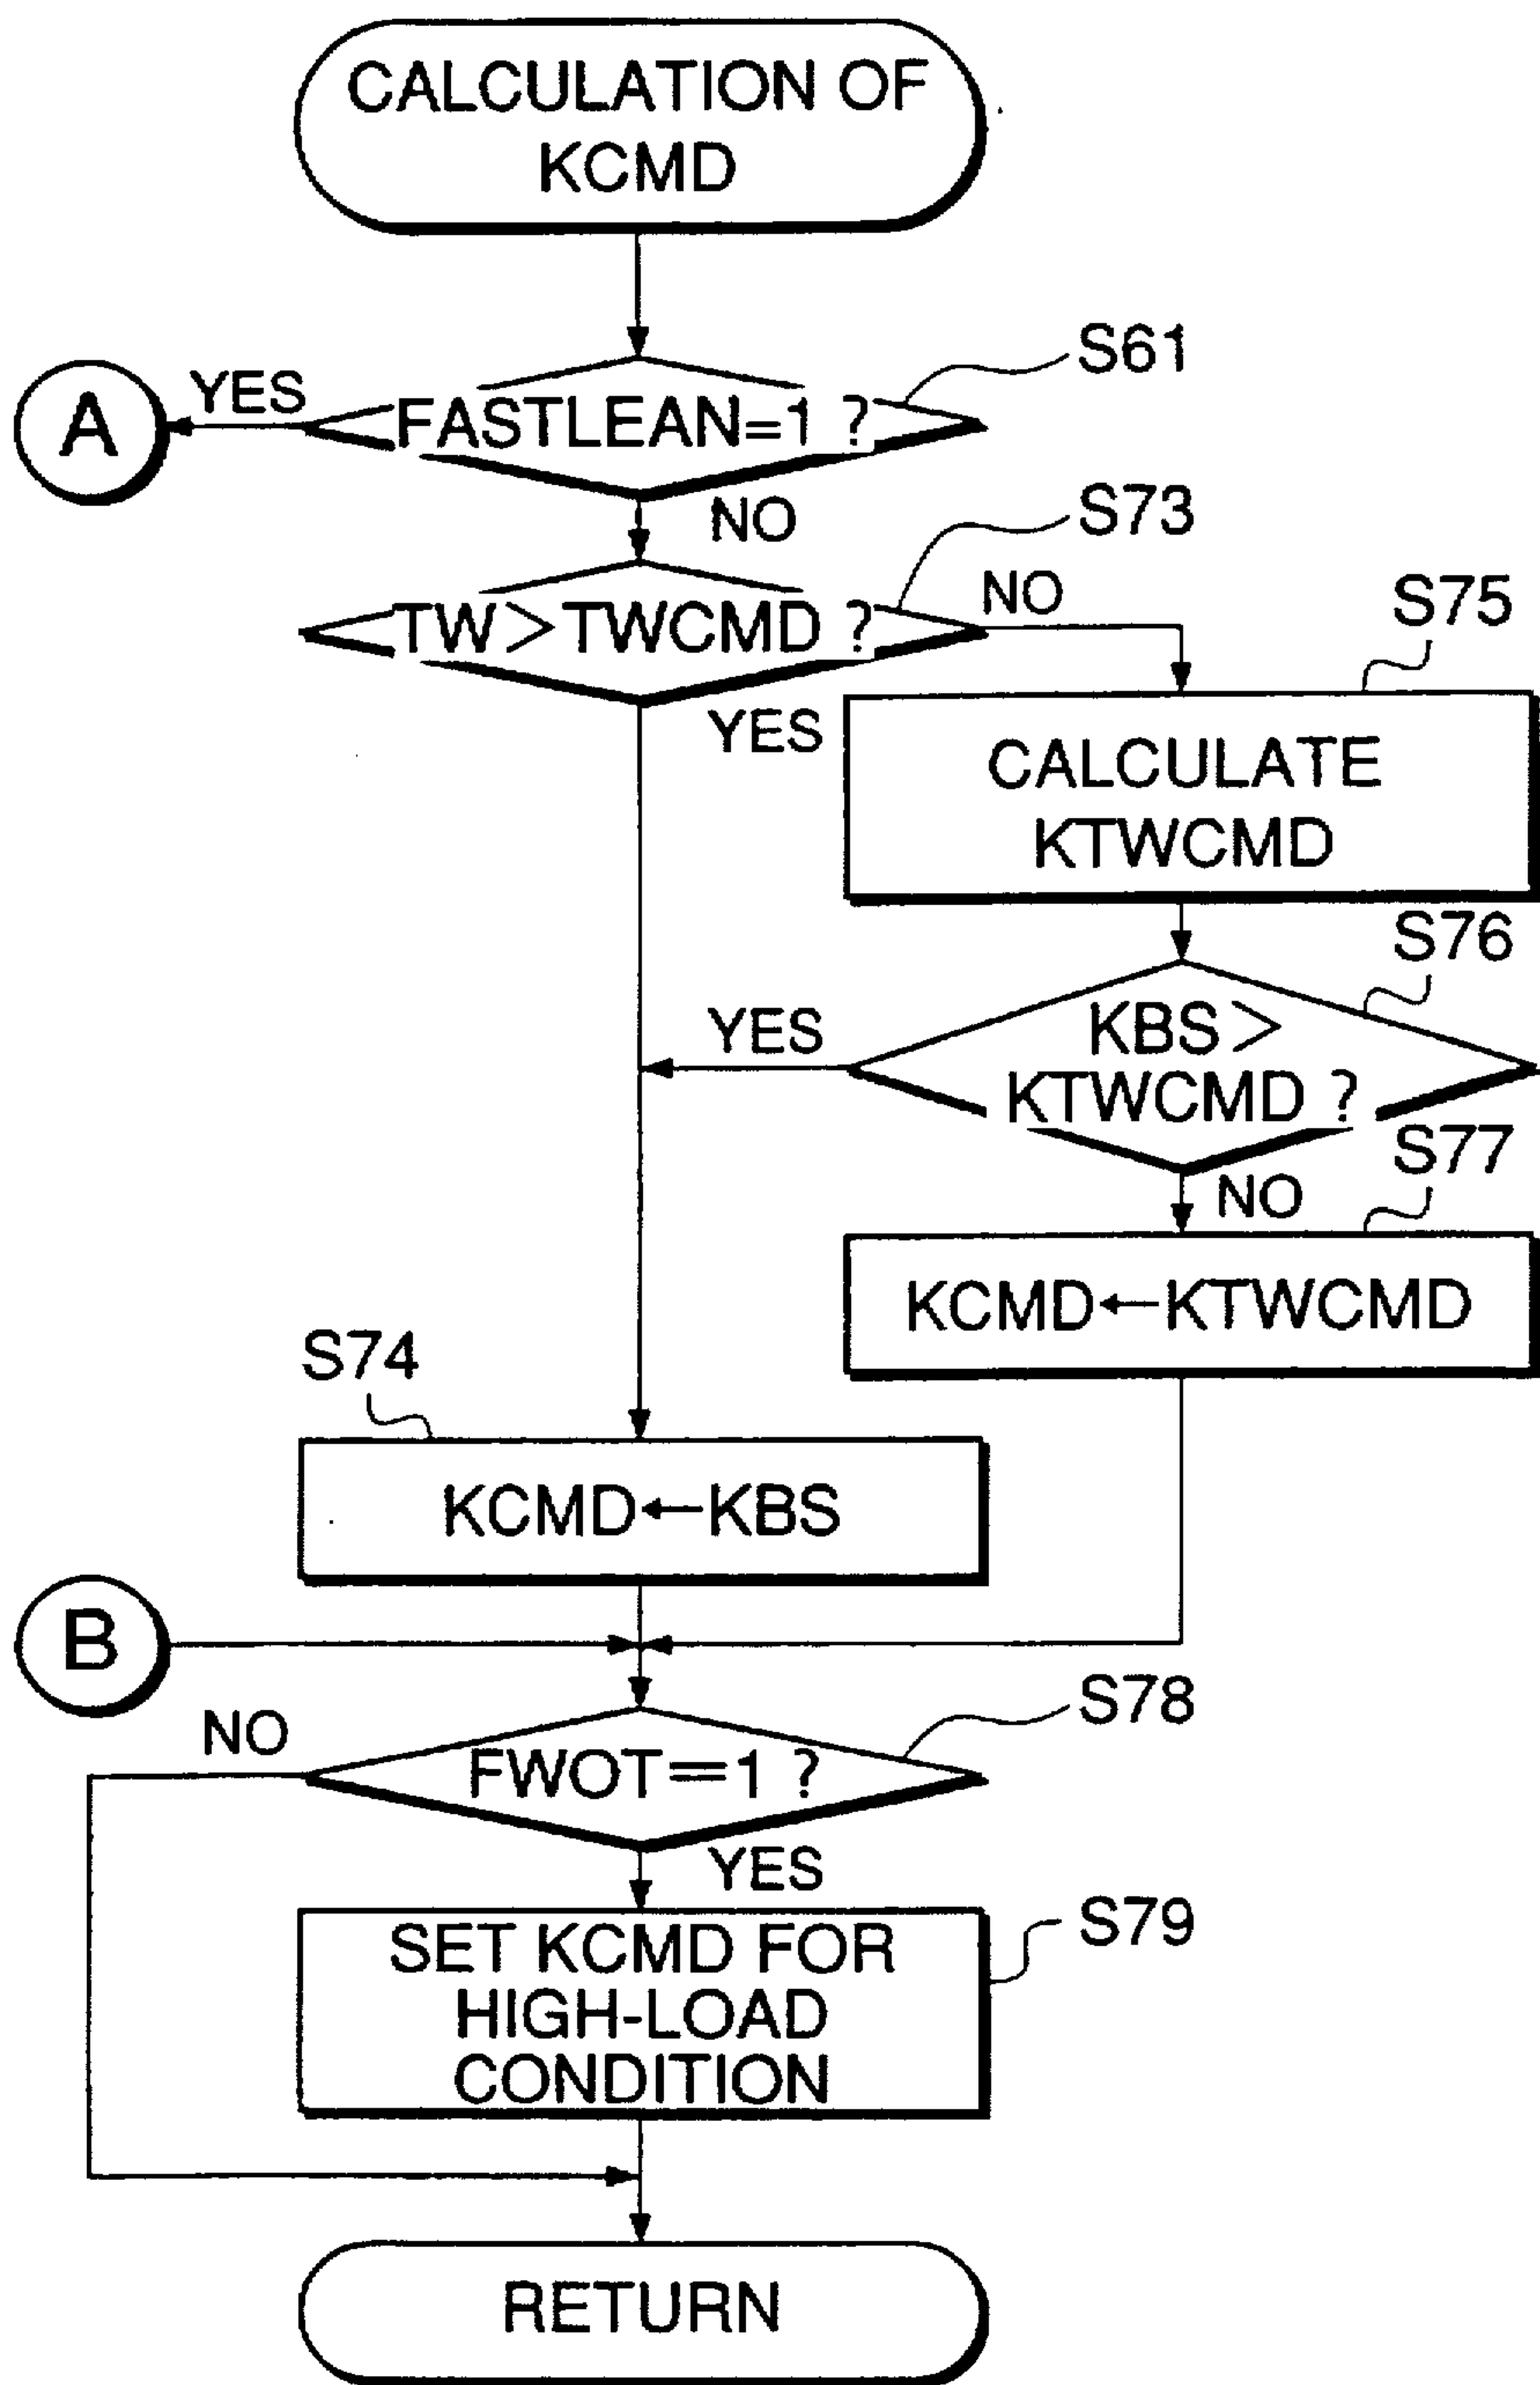 CALCULATION OF
KCMD
S61
A
YES
FASTLEAN=1 ?
NO
S73
TW>TWCMD ?
NO
S75
YES
CALCULATE
KTWCMD
S76
YES
KBS>
KTWCMD ?
S77
NO
KCMD←KTWCMD
S74
KCMD←KBS
B
S78
NO
FWOT=1 ?
YES
S79
SET KCMD FOR
HIGH-LOAD
CONDITION
RETURN